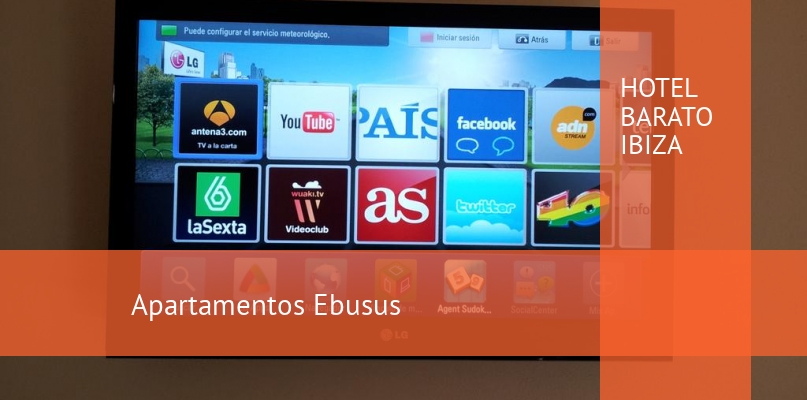 Puede configurar el servicio meteorológico.
Iniciar sesión
Atrás
Salir
LG
antena3.com
TV a la carta
YouTube
PAÍS
facebook
adn
.com
STREAM
HOTEL
BARATO
IBIZA
laSexta
wuaki.tv
Videoclub
as
twitter
40
info
Apartamentos Ebusus
Agent Sudok...
SocialCenter
LG